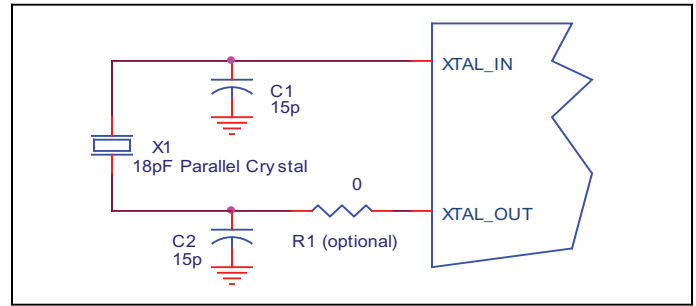 XTAL_IN
C1
15p
X1
18pF Parallel Crystal
0
XTAL_OUT
C2
15p
R1 (optional)